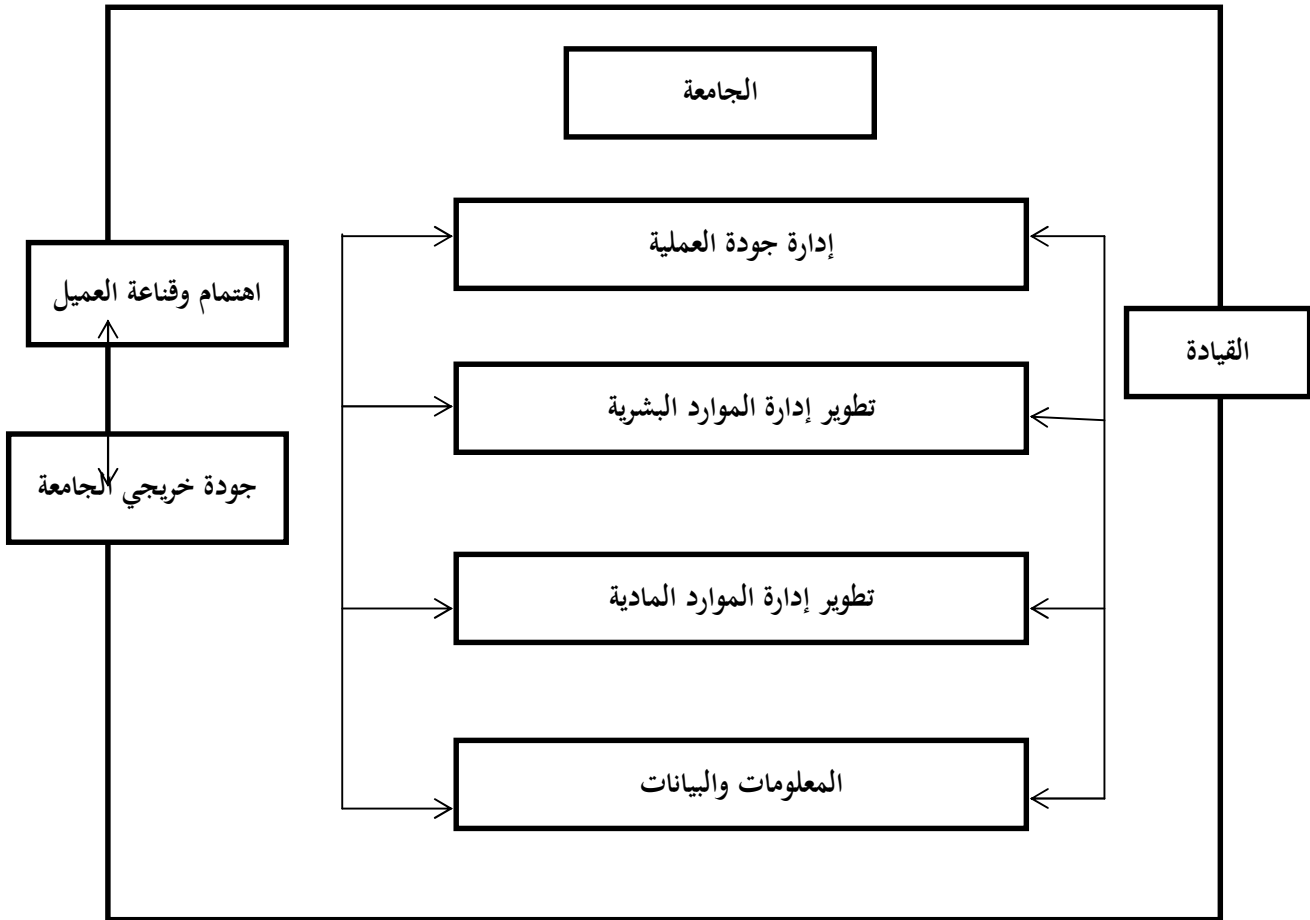 الجامعة
إدارة جودة العملية
اهتمام وقناعة العميل
القيادة
تطوير إدارة الموارد البشرية
جودة خريجي الجامعة
تطوير إدارة الموارد المادية
المعلومات والبيانات